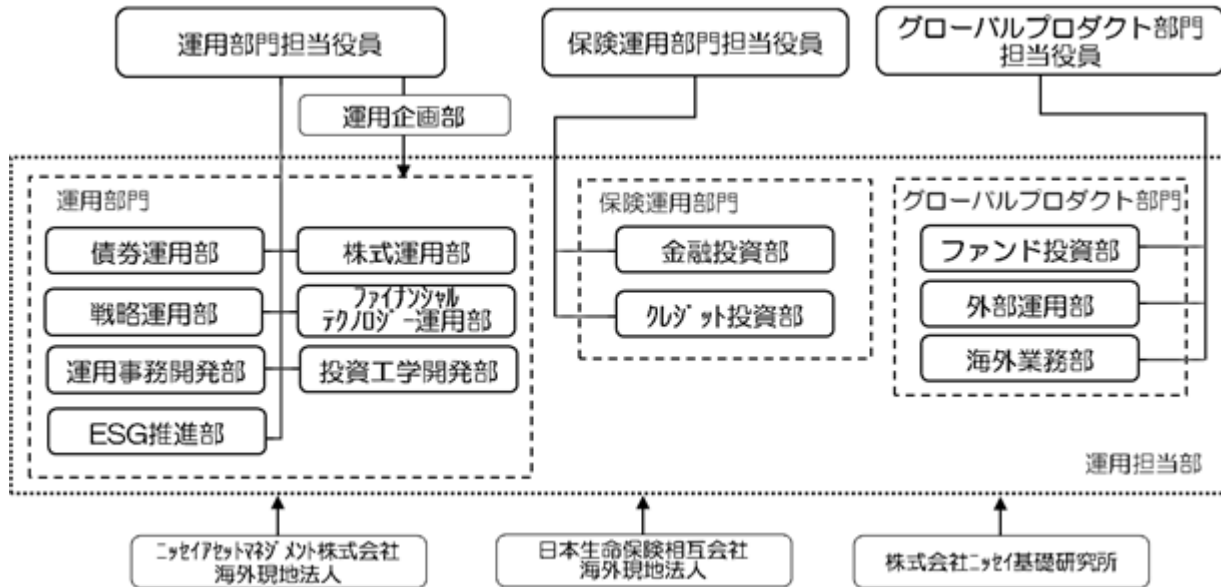 運用部門担当役員
保険運用部門担当役員
グローバルプロダクト部門
担当役員
運用企画部
運用部門
債券運用部
株式運用部
戦略運用部
ファイナンシャル
テクノロジー運用部
運用事務開発部
投資工学開発部
ESG推進部
保険運用部門
金融投資部
クレジット投資部
グローバルプロダクト部門
ファンド投資部
外部運用部
海外業務部
運用担当部
ニッセイアセットマネジメント株式会社
海外現地法人
日本生命保険相互会社
海外現地法人
株式会社ニッセイ基礎研究所